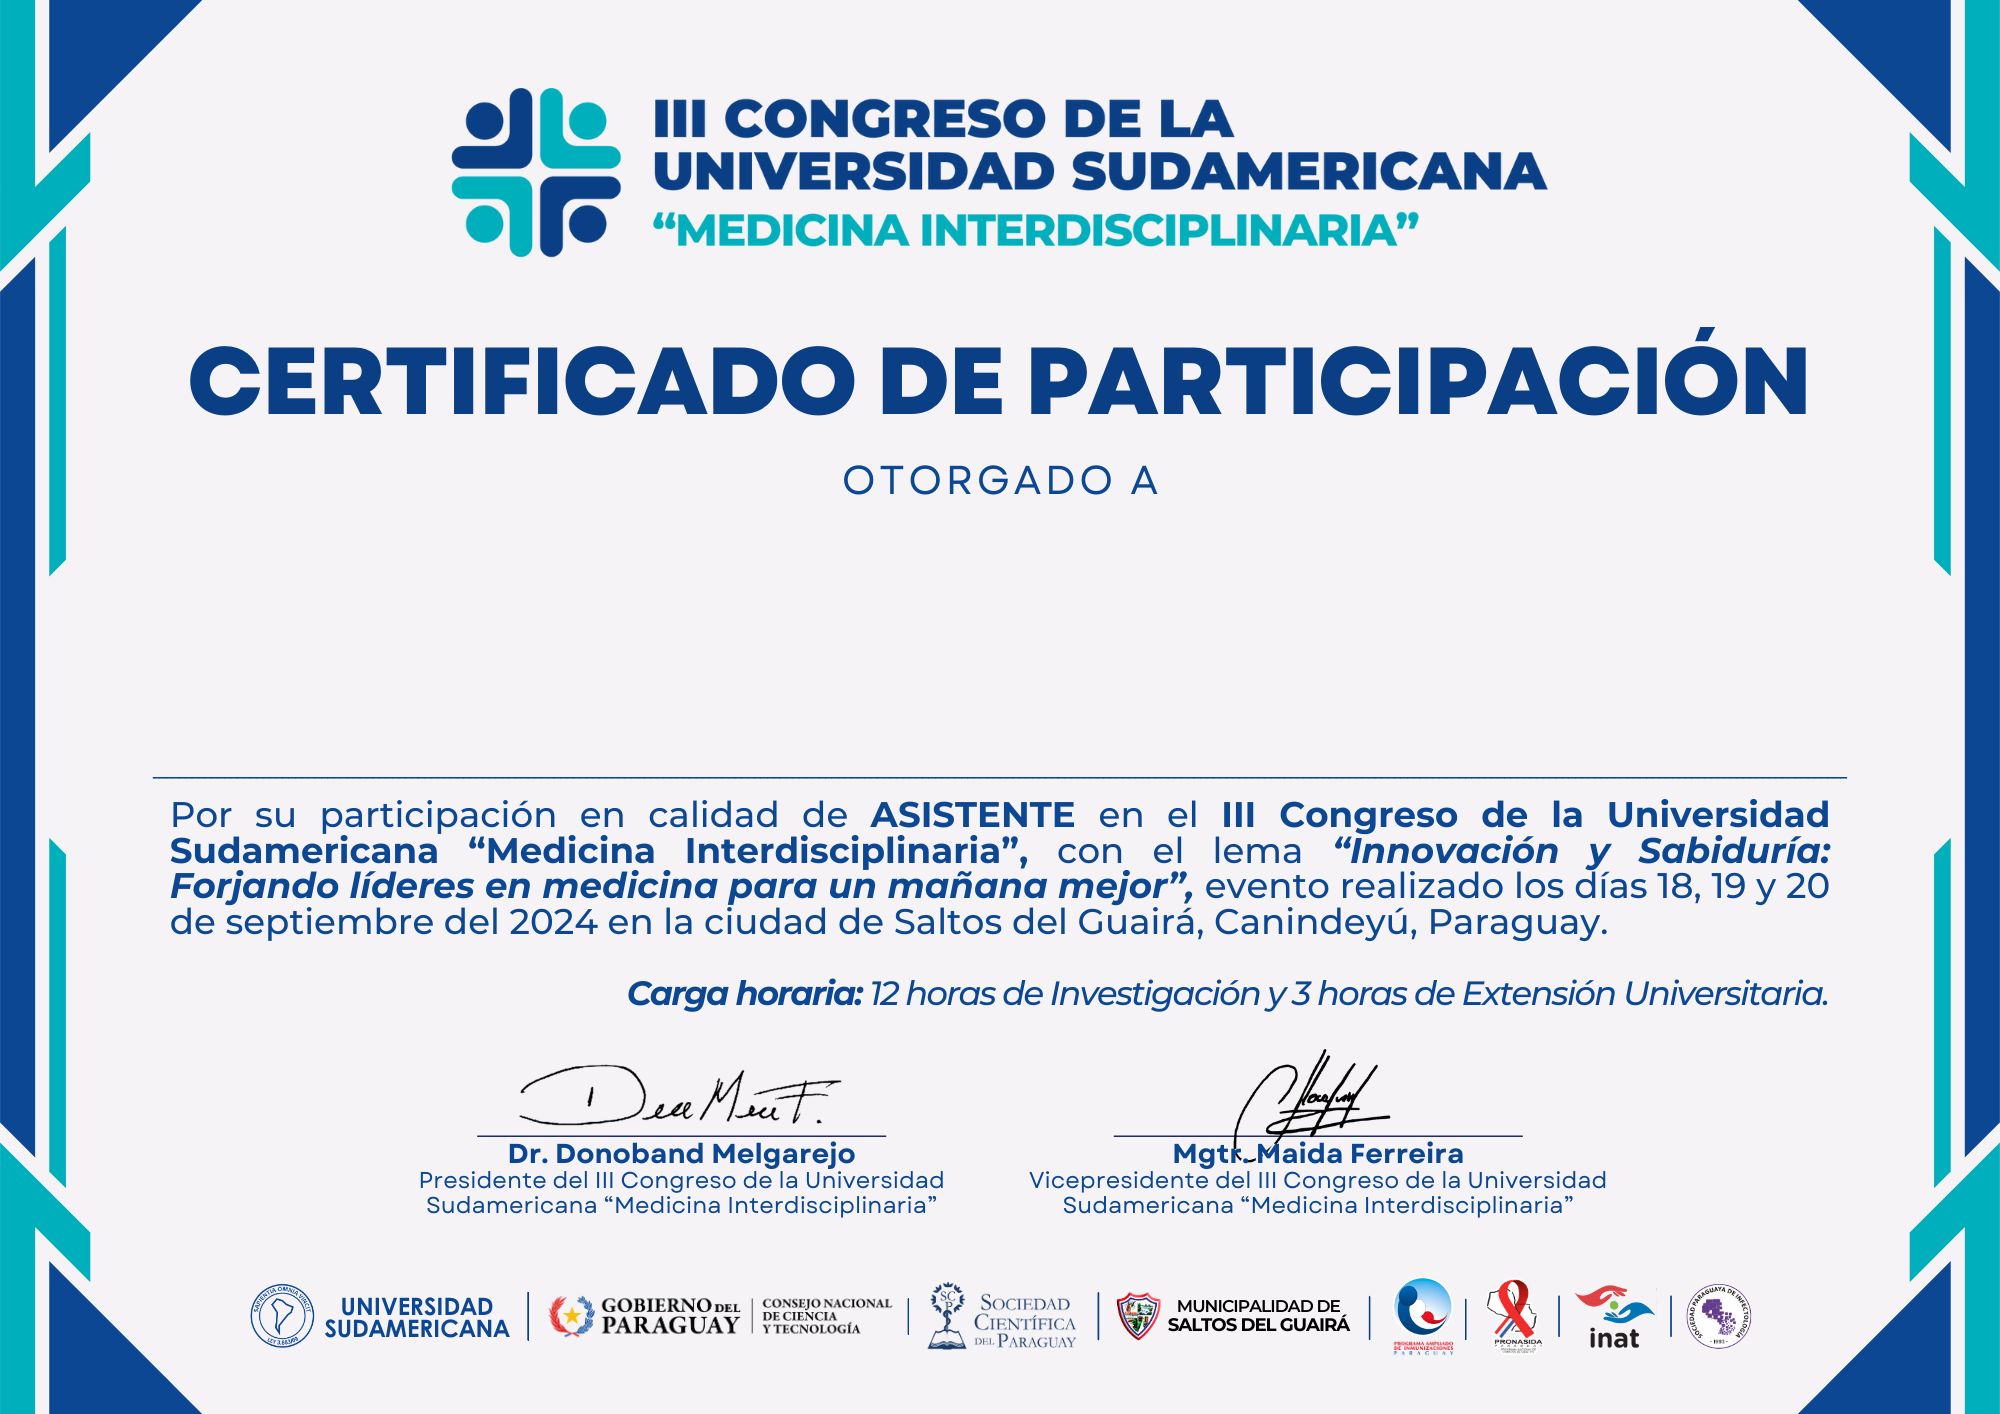 III CONGRESO DE LA
UNIVERSIDAD SUDAMERICANA
“MEDICINA INTERDISCIPLINARIA”
CERTIFICADO DE PARTICIPACIÓN
OTORGADO A
Por su participación en calidad de ASISTENTE en el III Congreso de la Universidad
Sudamericana “Medicina Interdisciplinaria”, con el lema “Innovación y Sabiduría:
Forjando líderes en medicina para un mañana mejor”, evento realizado los días 18, 19 y 20
de septiembre del 2024 en la ciudad de Saltos del Guairá, Canindeyú, Paraguay.
Carga horaria: 12 horas de Investigación y 3 horas de Extensión Universitaria.
Dr. Donoband Melgarejo
Presidente del III Congreso de la Universidad
Sudamericana “Medicina Interdisciplinaria”
Mgtr. Maida Ferreira
Vicepresidente del III Congreso de la Universidad
Sudamericana “Medicina Interdisciplinaria”
SAPIENTIA OMNIA VINCIT
UNIVERSIDAD
SUDAMERICANA
GOBIERNO DEL
PARAGUAY
CONSEJO NACIONAL
DE CIENCIA
Y TECNOLOGÍA
SCP
SOCIEDAD
CIENTÍFICA
DEL PARAGUAY
MUNICIPALIDAD DE
SALTOS DEL GUAIRÁ
PROGRAMA AMPLIADO
DE INMUNIZACIONES
PARAGUAY
PRONASIDA
inat
SOCIEDAD PARAGUAYA DE INFECTOLOGÍA